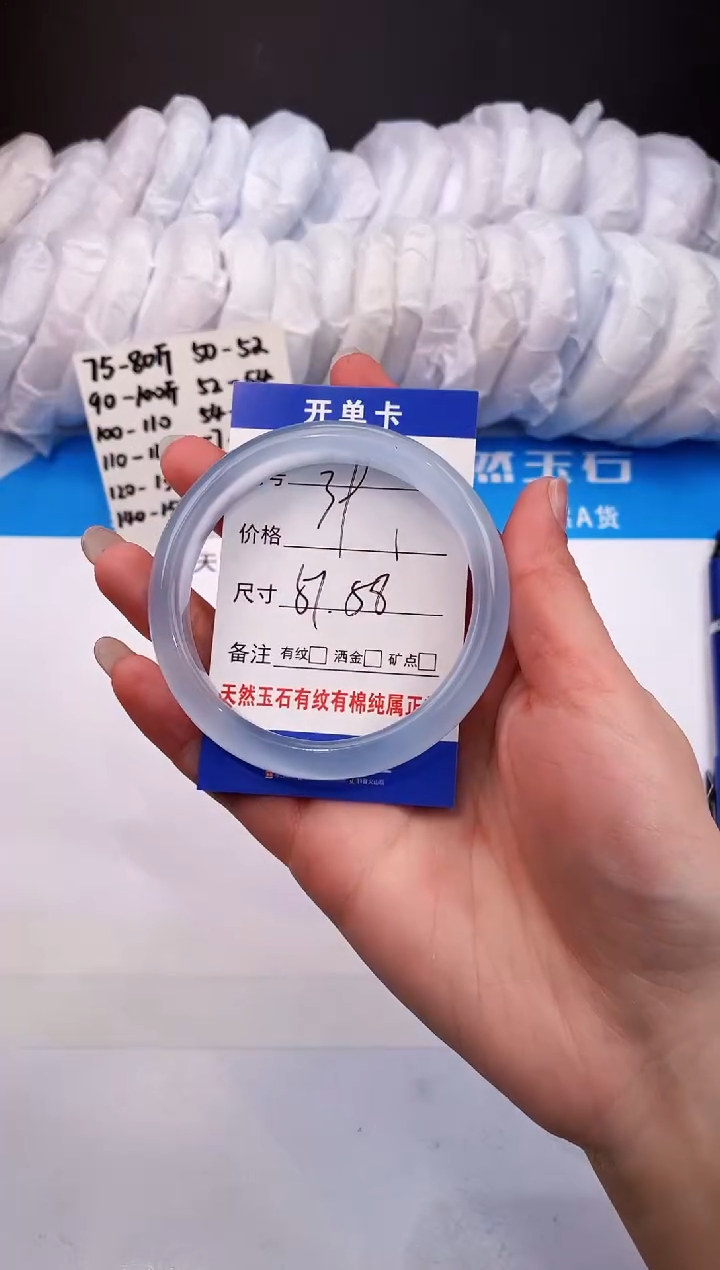 75-80斤 50-52
90-100斤 52-54
100-110 54-
110-11
120-1
140-15
开单卡
号
然玉石
A货
价格
尺寸 57.58
备注 有纹□ 洒金□ 矿点□
天然玉石有纹有棉纯属正
天